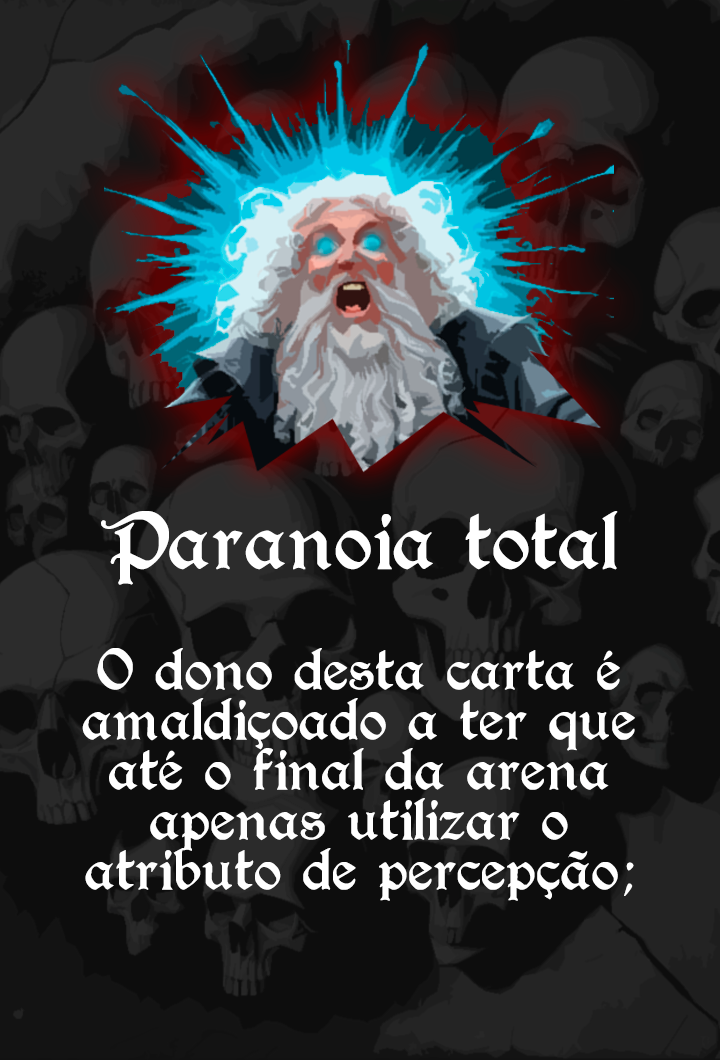 Paranoia total
O dono desta carta é
amaldiçoado a ter que
até o final da arena
apenas utilizar o
atributo de percepção;